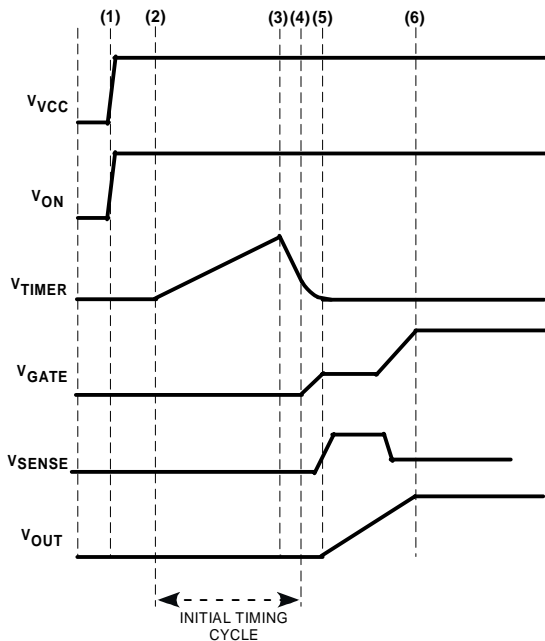 (1) (2) (3) (4) (5) (6)
VVCC
VON
VTIMER
VGATE
VSENSE
VOUT
INITIAL TIMING
CYCLE